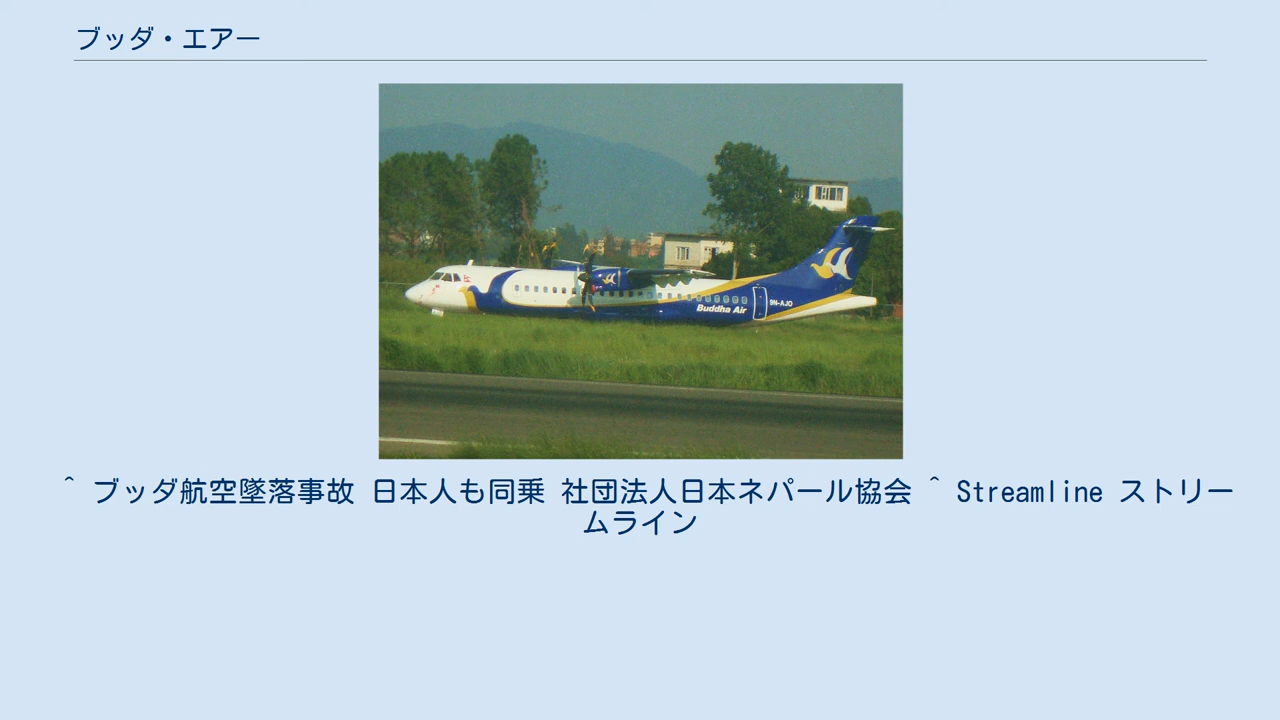 ブッダ・エアー
Buddha Air
9N-AJO
^ ブッダ航空墜落事故 日本人も同乗 社団法人日本ネパール協会 ^ Streamline ストリー
ムライン